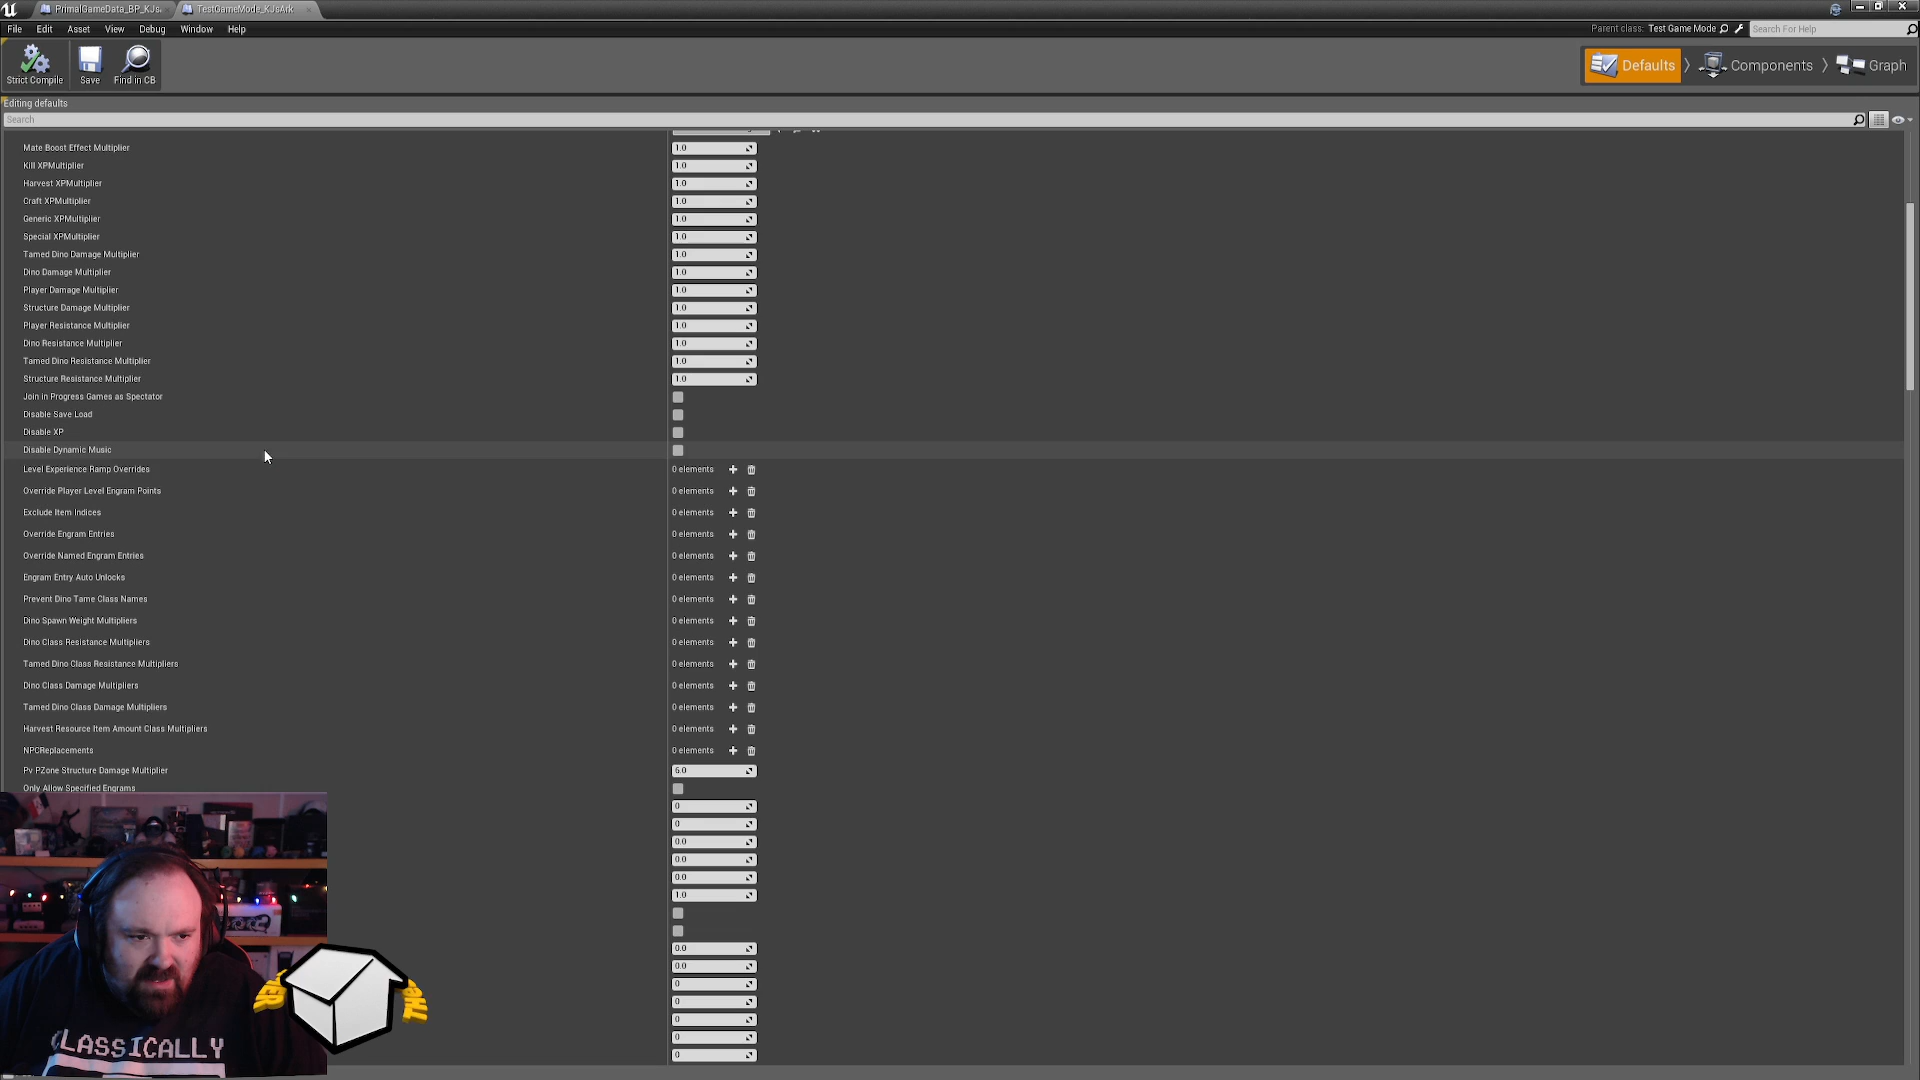 PrimalGameData_BP_KJs.
TestGameMode_KJsArk
File Edit Asset View Debug Window Help
Parent class: Test Game Mode
Search For Help
Strict Compile
Save
Find in CB
Defaults
Components
Graph
Editing defaults
Search
Mate Boost Effect Multiplier 1.0
Kill XPMultiplier 1.0
Harvest XPMultiplier 1.0
Craft XPMultiplier 1.0
Generic XPMultiplier 1.0
Special XPMultiplier 1.0
Tamed Dino Damage Multiplier 1.0
Dino Damage Multiplier 1.0
Player Damage Multiplier 1.0
Structure Damage Multiplier 1.0
Player Resistance Multiplier 1.0
Dino Resistance Multiplier 1.0
Tamed Dino Resistance Multiplier 1.0
Structure Resistance Multiplier 1.0
Join in Progress Games as Spectator
Disable Save Load
Disable XP
Disable Dynamic Music
Level Experience Ramp Overrides 0 elements
Override Player Level Engram Points 0 elements
Exclude Item Indices 0 elements
Override Engram Entries 0 elements
Override Named Engram Entries 0 elements
Engram Entry Auto Unlocks 0 elements
Prevent Dino Tame Class Names 0 elements
Dino Spawn Weight Multipliers 0 elements
Dino Class Resistance Multipliers 0 elements
Tamed Dino Class Resistance Multipliers 0 elements
Dino Class Damage Multipliers 0 elements
Tamed Dino Class Damage Multipliers 0 elements
Harvest Resource Item Amount Class Multipliers 0 elements
NPCReplacements 0 elements
Pv PZone Structure Damage Multiplier 6.0
Only Allow Specified Engrams
0
0
0.0
0.0
0.0
1.0
0.0
0.0
0
0
0
0
0
CLASSICALLY